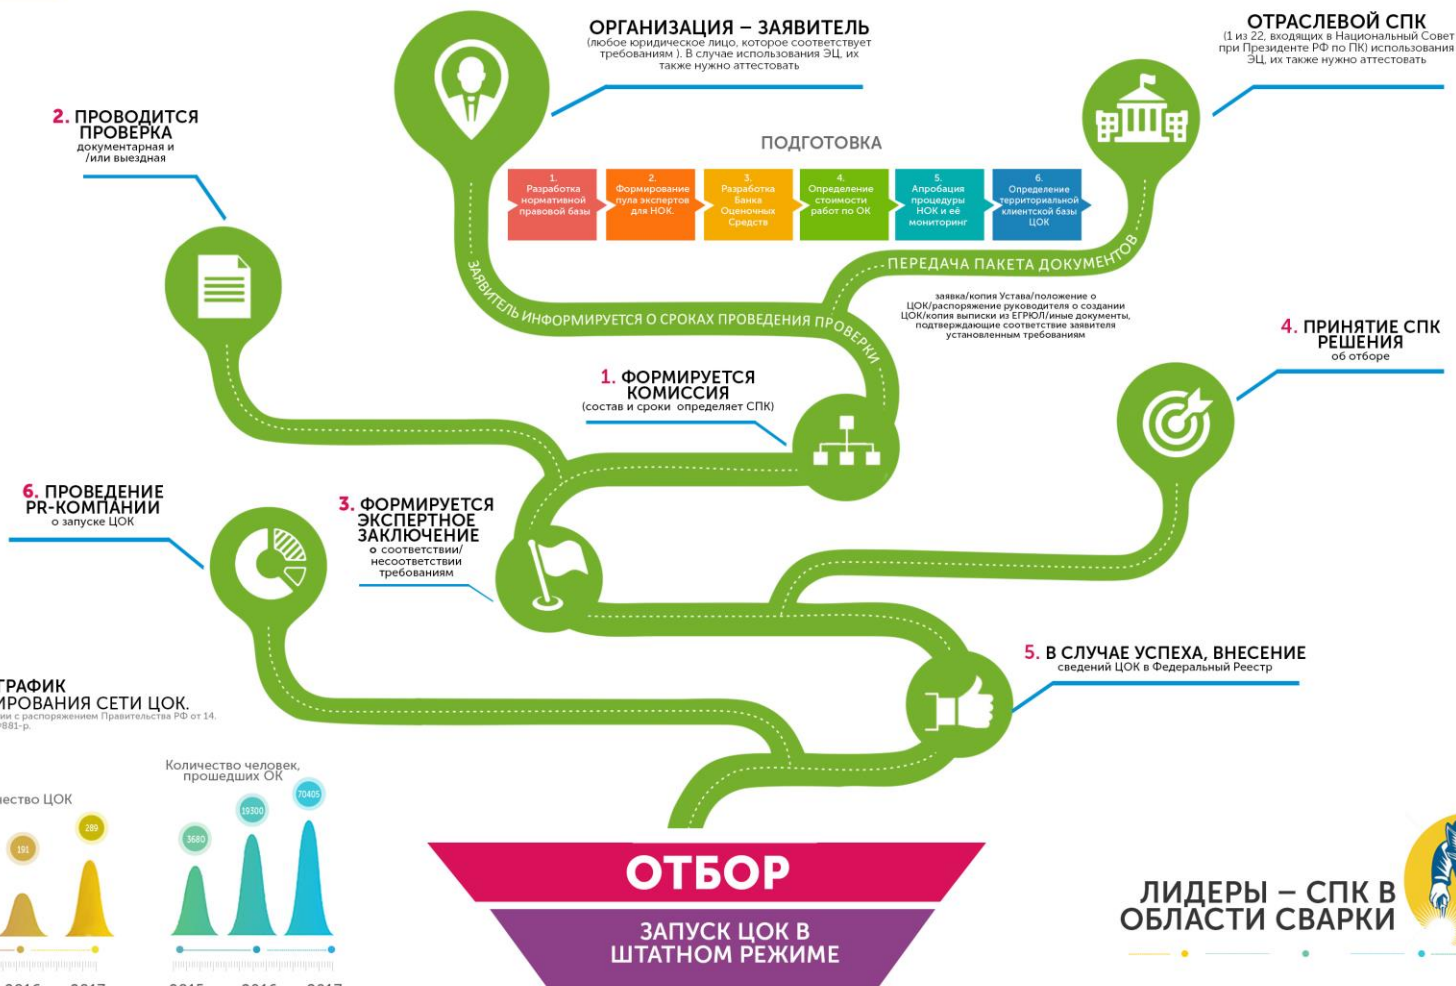 ОРГАНИЗАЦИЯ – ЗАЯВИТЕЛЬ
(любое юридическое лицо, которое соответствует
требованиям ). В случае использования ЭЦ, их
также нужно аттестовать
ОТРАСЛЕВОЙ СПК
(1 из 22, входящих в Национальный Совет
при Президенте РФ по ПК) использования
ЭЦ, их также нужно аттестовать
2. ПРОВОДИТСЯ
ПРОВЕРКА
документарная и
/или выездная
ПОДГОТОВКА
1.
Разработка
нормативной
правовой базы
2.
Формирование
пула экспертов
для НОК.
3.
Разработка
Банка
Оценочных
Средств
4.
Определение
стоимости
работ по ОК
5.
Апробация
процедуры
НОК и её
мониторинг
6.
Определение
территориальной
клиентской базы
ЦОК
ПЕРЕДАЧА ПАКЕТА ДОКУМЕНТОВ
заявка/копия Устава/положение о
ЦОК/распоряжение руководителя о создании
ЦОК/копия выписки из ЕГРЮЛ/иные документы,
подтверждающие соответствие заявителя
установленным требованиям
ЗАЯВИТЕЛЬ ИНФОРМИРУЕТСЯ О СРОКАХ ПРОВЕДЕНИЯ ПРОВЕРКИ
4. ПРИНЯТИЕ СПК
РЕШЕНИЯ
об отборе
1. ФОРМИРУЕТСЯ
КОМИССИЯ
(состав и сроки определяет СПК)
6. ПРОВЕДЕНИЕ
PR-КОМПАНИИ
о запуске ЦОК
3. ФОРМИРУЕТСЯ
ЭКСПЕРТНОЕ
ЗАКЛЮЧЕНИЕ
о соответствии/
несоответствии
требованиям
5. В СЛУЧАЕ УСПЕХА, ВНЕСЕНИЕ
сведений ЦОК в Федеральный Реестр
ГРАФИК
ИРОВАНИЯ СЕТИ ЦОК.
ии с распоряжением Правительства РФ от 14.
881-р.
Количество человек,
прошедших ОК
чество ЦОК
191
289
3680
19300
70405
2016
2017
2015
2016
2017
ОТБОР
ЗАПУСК ЦОК В
ШТАТНОМ РЕЖИМЕ
ЛИДЕРЫ – СПК В
ОБЛАСТИ СВАРКИ